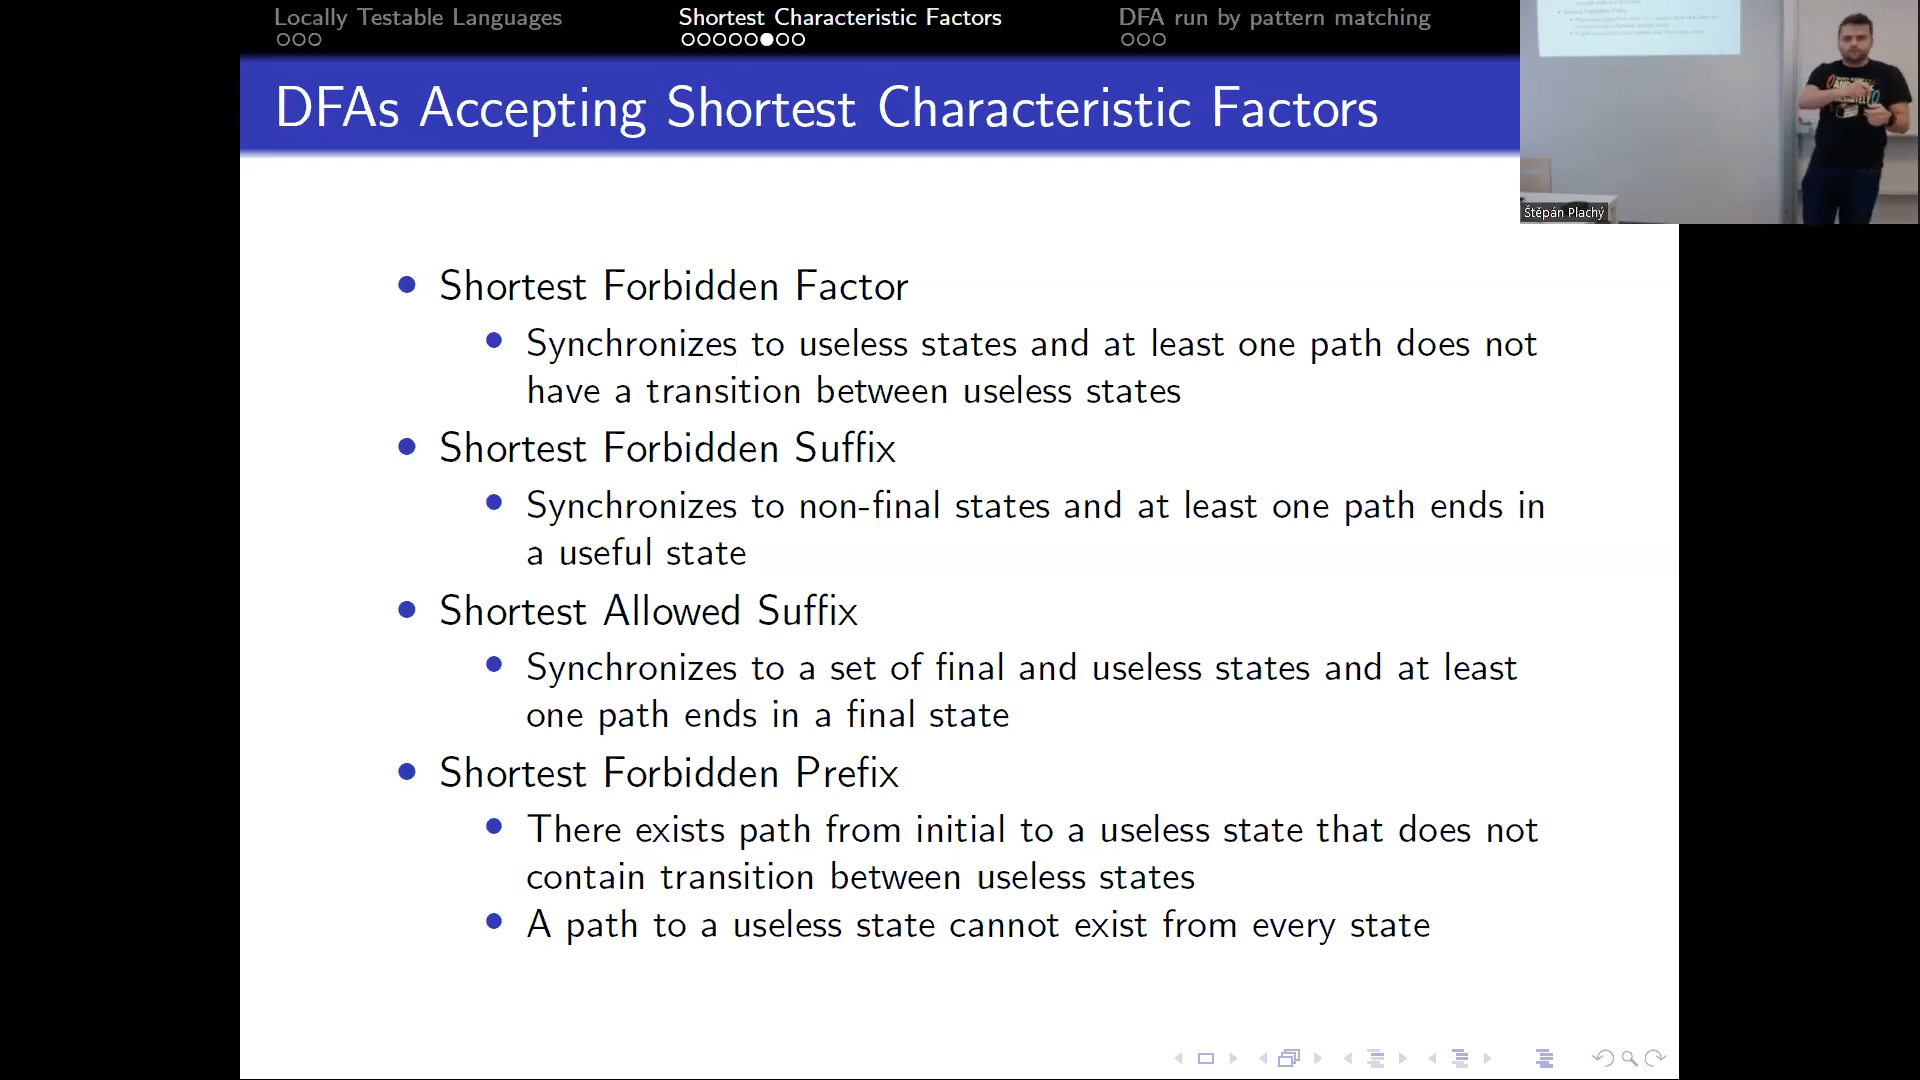 Locally Testable Languages
Shortest Characteristic Factors
DFA run by pattern matching
DFAs Accepting Shortest Characteristic Factors
Štěpán Plachý
Shortest Forbidden Factor
Synchronizes to useless states and at least one path does not
have a transition between useless states
Shortest Forbidden Suffix
Synchronizes to non-final states and at least one path ends in
a useful state
Shortest Allowed Suffix
Synchronizes to a set of final and useless states and at least
one path ends in a final state
Shortest Forbidden Prefix
There exists path from initial to a useless state that does not
contain transition between useless states
A path to a useless state cannot exist from every state